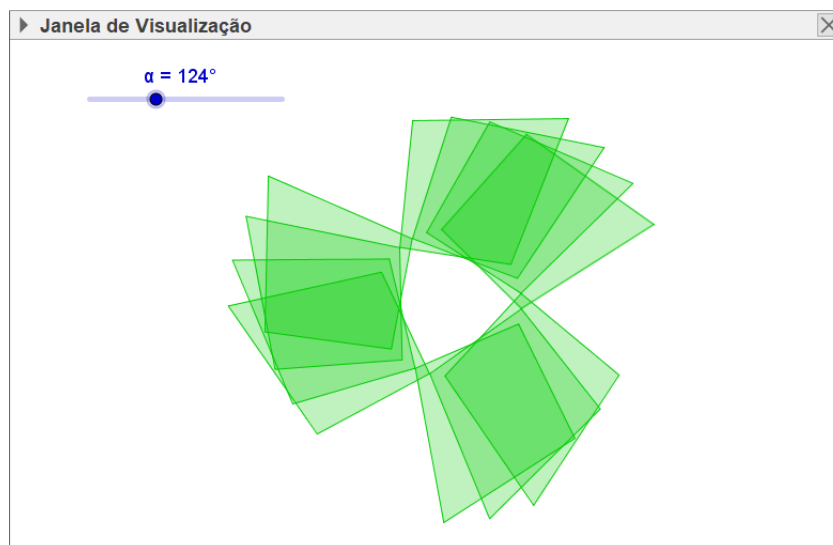 Janela de Visualização
α = 124°